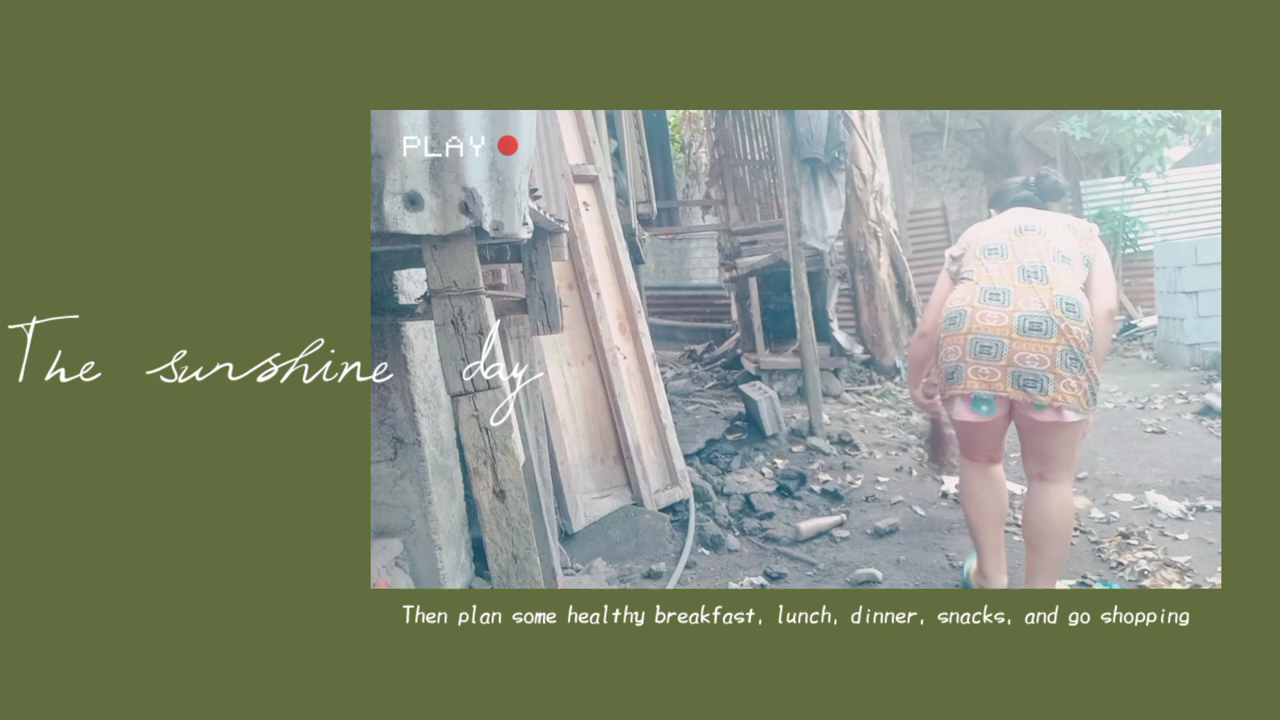 PLAY
The sunshine day
Then plan some healthy breakfast, lunch, dinner, snacks, and go shopping